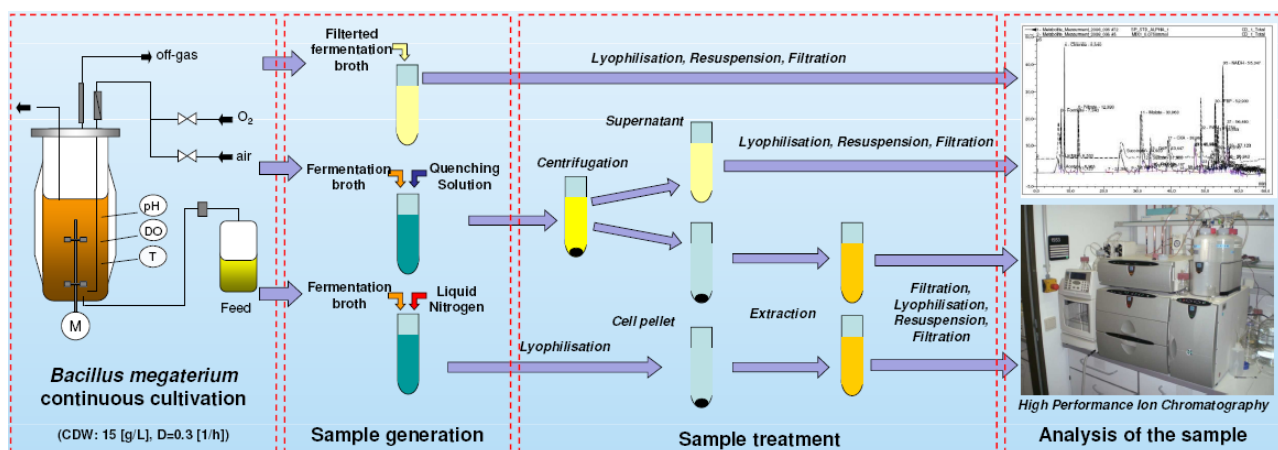 off-gas
O2
air
pH
DO
T
M
Feed
Bacillus megaterium
continuous cultivation
(CDW: 15 [g/L], D=0.3 [1/h])
Filterted
fermentation
broth
Fermentation
broth
Quenching
Solution
Fermentation
broth
Liquid
Nitrogen
Sample generation
Lyophilisation, Resuspension, Filtration
Supernatant
Centrifugation
Lyophilisation, Resuspension, Filtration
Cell pellet
Extraction
Filtration,
Lyophilisation,
Resuspension,
Filtration
Lyophilisation
Sample treatment
High Performance Ion Chromatography
Analysis of the sample